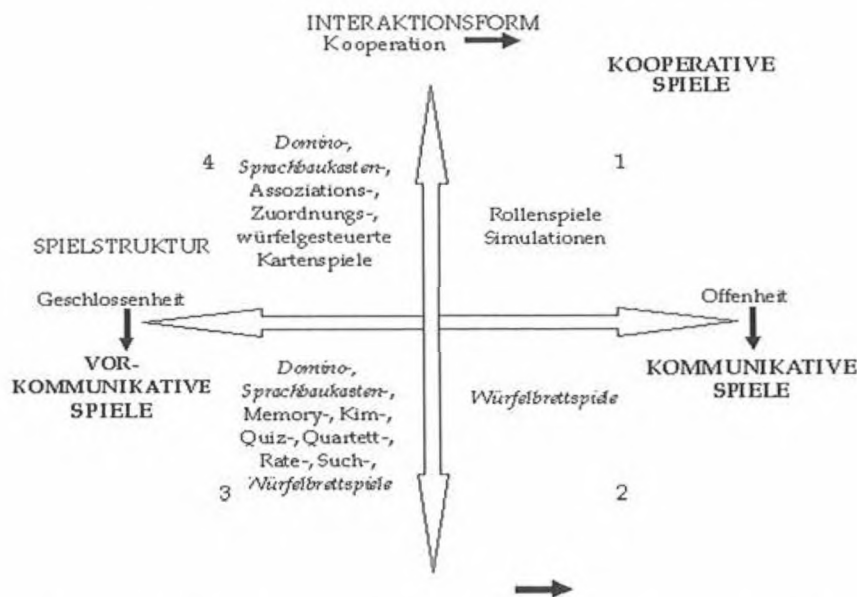 INTERAKTIONSFORM
Kooperation
KOOPERATIVE
SPIELE
4
Domino-,
Sprachbaukasten-,
Assoziations-,
Zuordnungs-,
würfelgesteuerte
Kartenspiele
1
Rollenspiele
Simulationen
SPIELSTRUKTUR
Geschlossenheit
Offenheit
VOR-
KOMMUNIKATIVE
SPIELE
Domino-,
Sprachbaukasten-,
Memory-, Kim-,
Quiz-, Quartett-,
Rate-, Such-,
Würfelbrettspiele
3
Würfelbrettspiele
KOMMUNIKATIVE
SPIELE
2